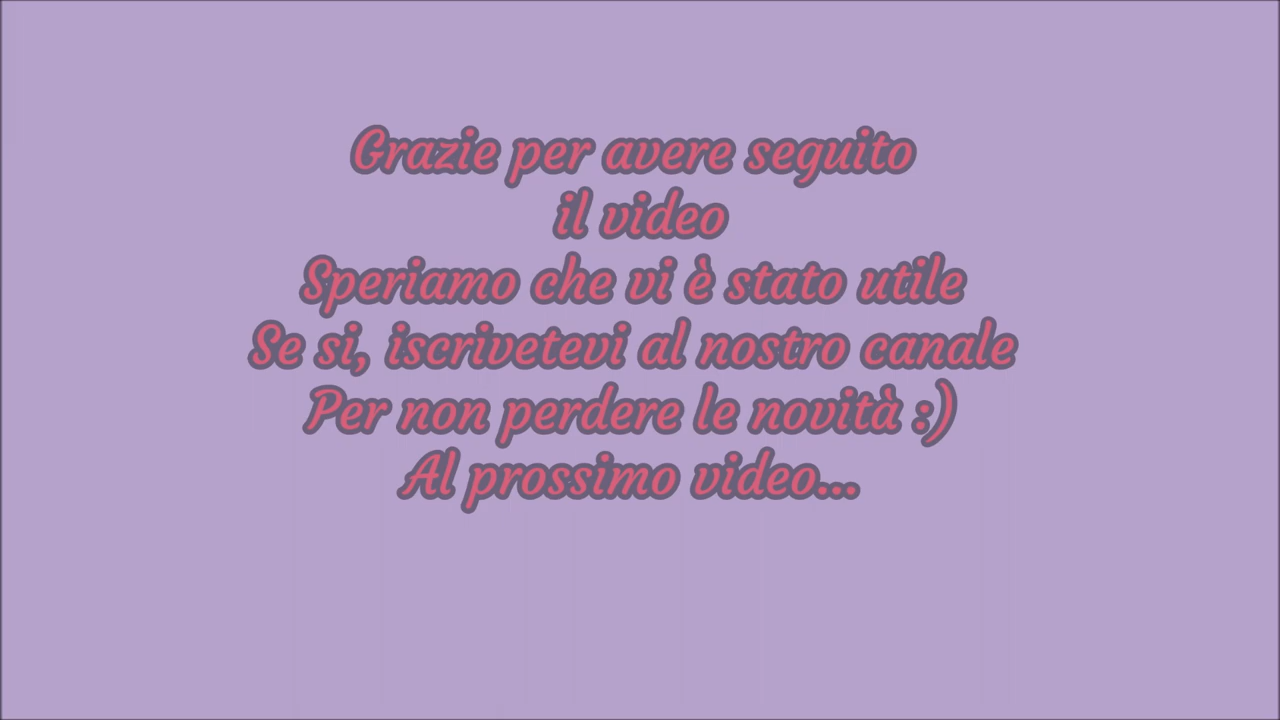 Grazie per avere seguito
il video
Speriamo che vi è stato utile
Se si, iscrivetevi al nostro canale
Per non perdere le novità :)
Al prossimo video...